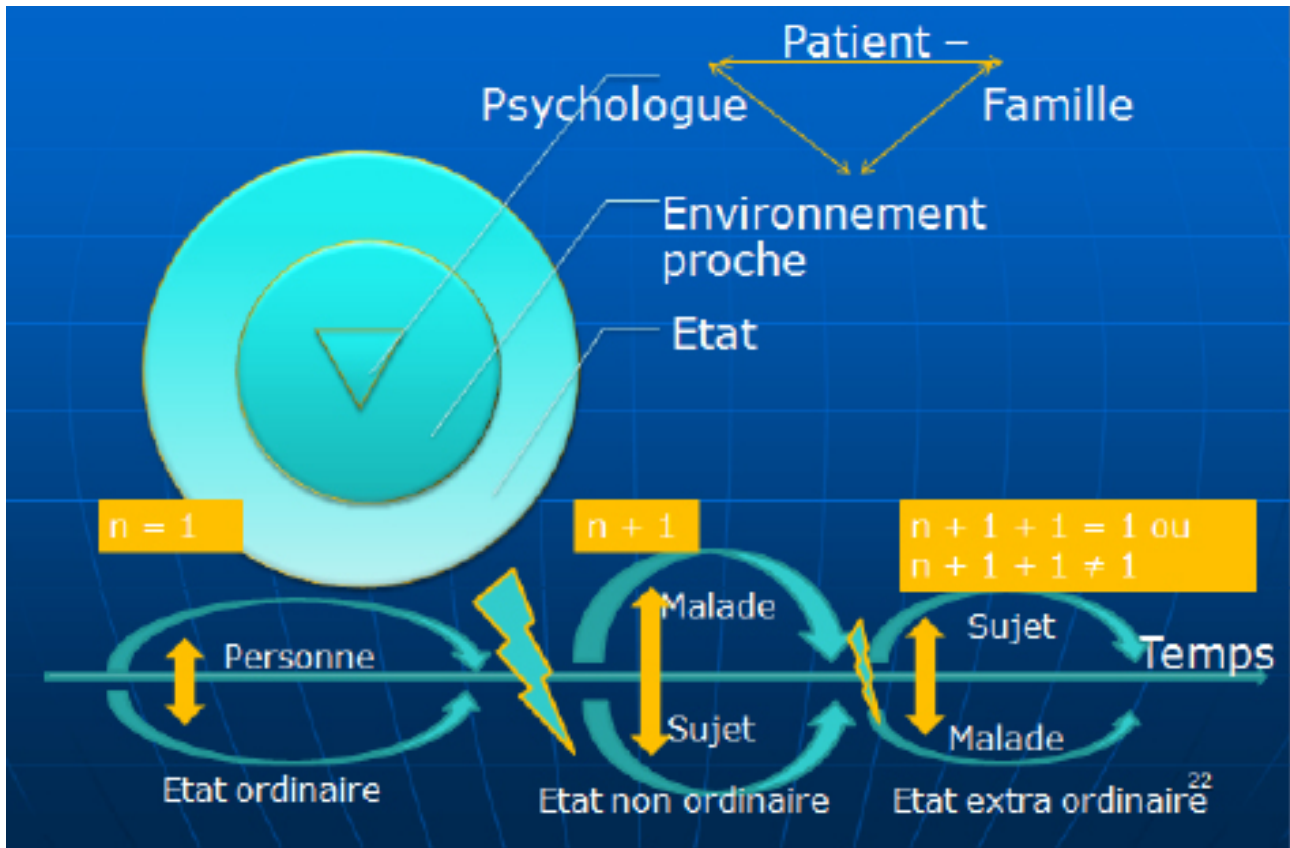 Patient –
Psychologue
Famille
Environnement
proche
Etat
n = 1
n + 1
n + 1 + 1 = 1 ou
n + 1 + 1 ≠ 1
Malade
Sujet
Personne
Temps
Sujet
Malade
Etat ordinaire
Etat non ordinaire
Etat extra ordinaire
22